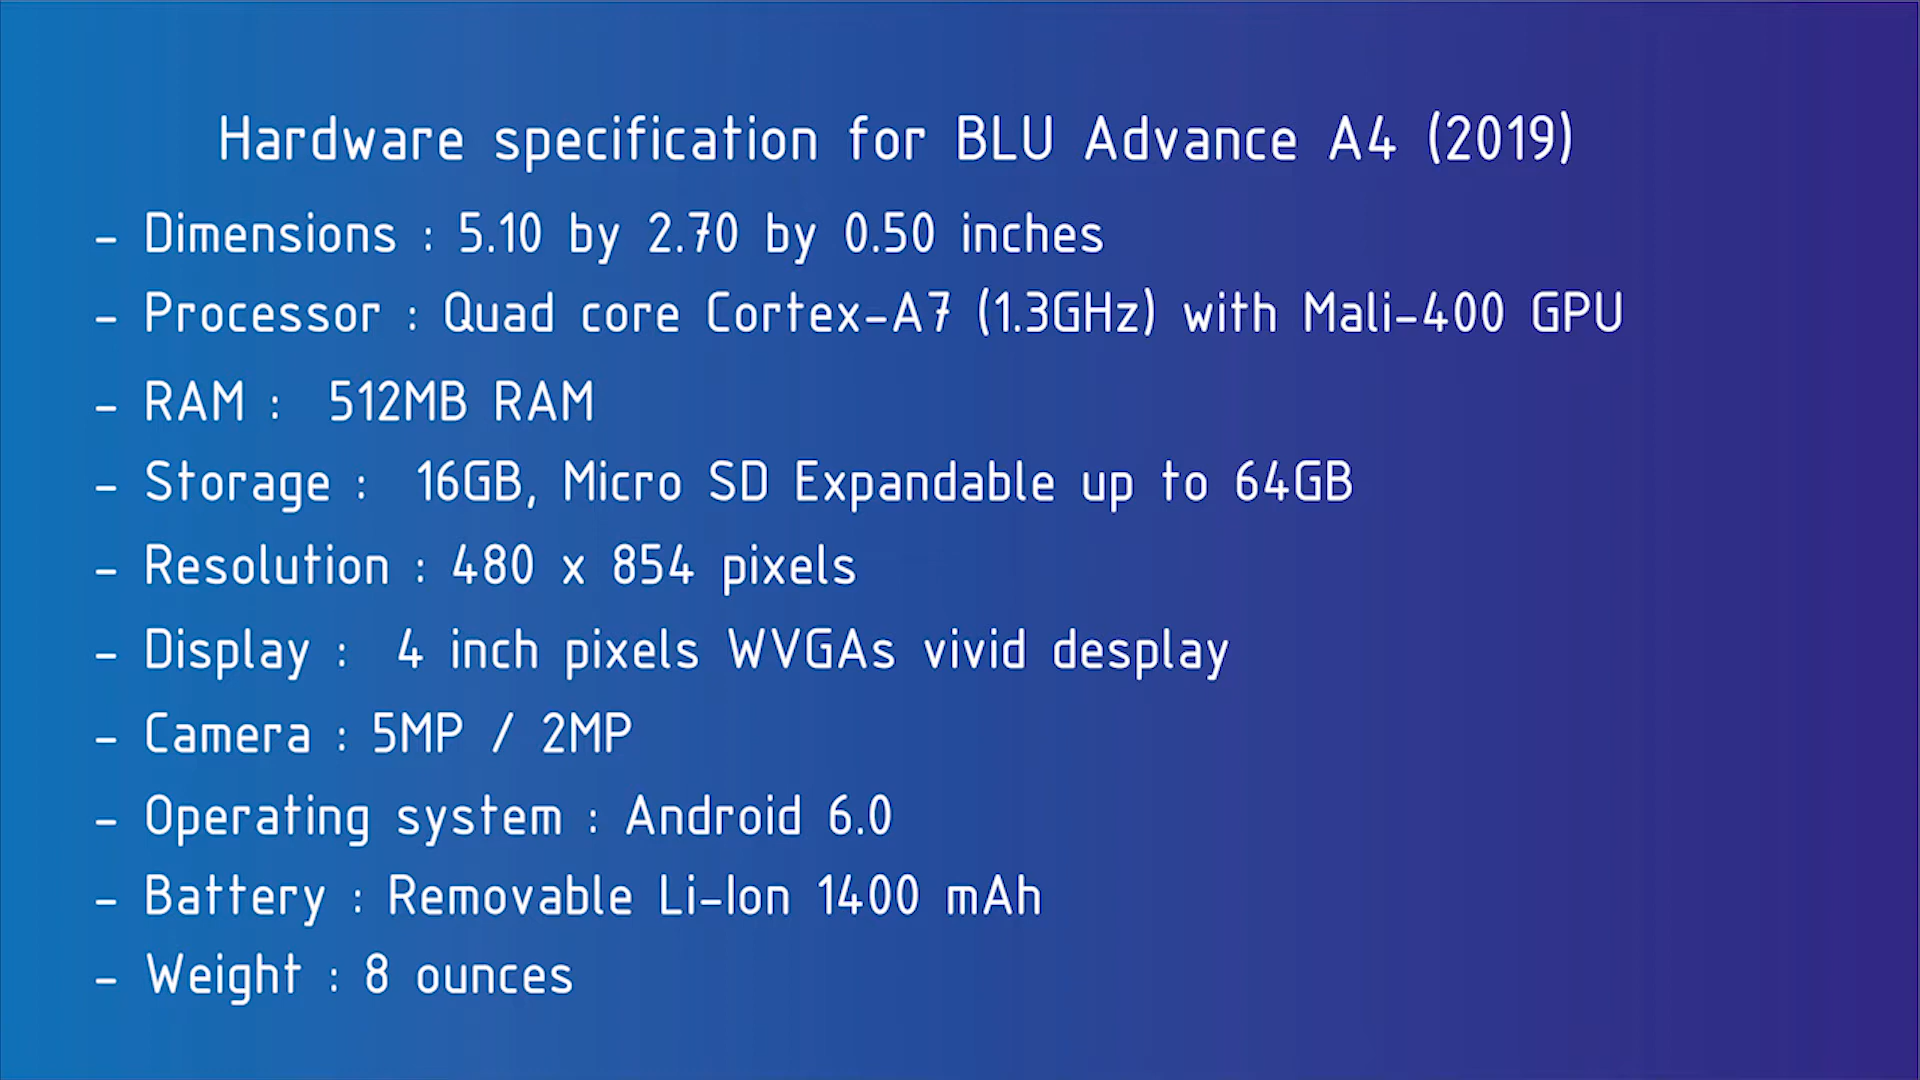 Hardware specification for BLU Advance A4 (2019)
- Dimensions : 5.10 by 2.70 by 0.50 inches
- Processor : Quad core Cortex-A7 (1.3GHz) with Mali-400 GPU
- RAM :  512MB RAM
- Storage :  16GB, Micro SD Expandable up to 64GB
- Resolution : 480 x 854 pixels
- Display :  4 inch pixels WVGAs vivid desplay
- Camera : 5MP / 2MP
- Operating system : Android 6.0
- Battery : Removable Li-Ion 1400 mAh
- Weight : 8 ounces